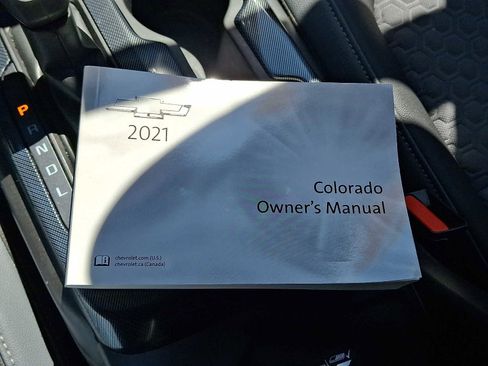 2021
Colorado
Owner's Manual
chevrolet.com (U.S.)
chevrolet.ca (Canada)
P
R
N
D
L